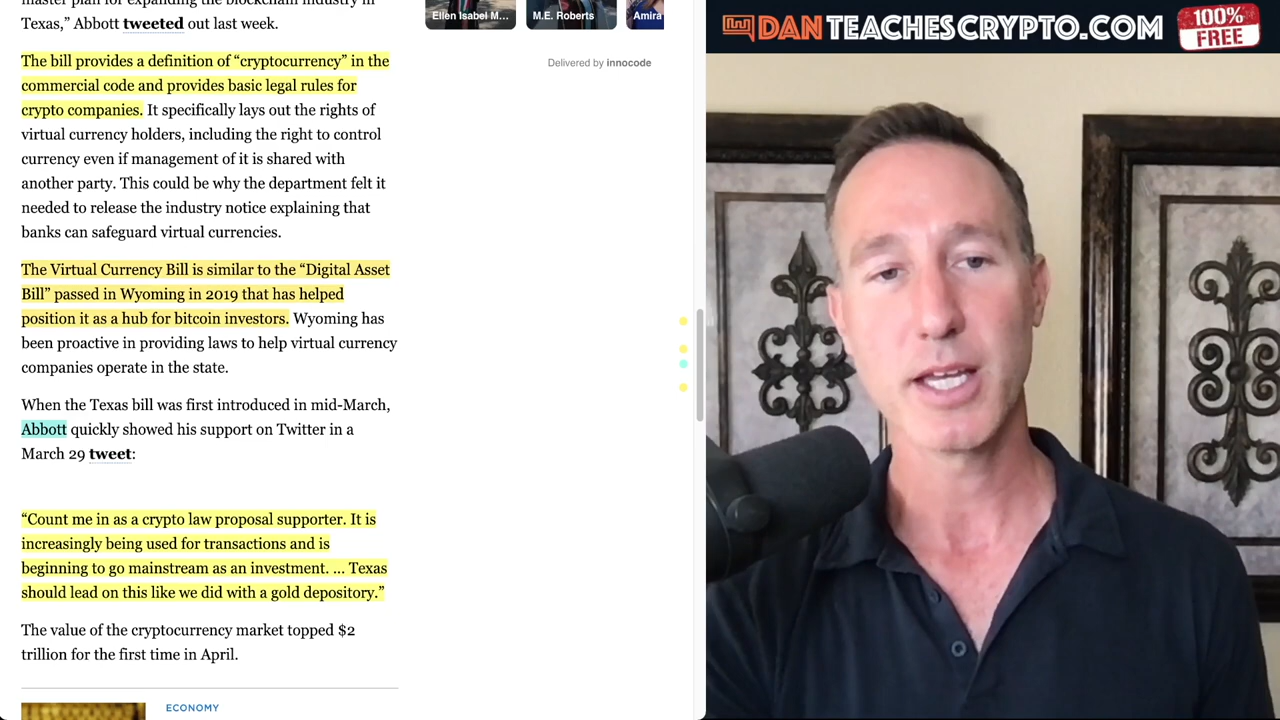 master plan for expanding the blockchain industry in
Texas,” Abbott tweeted out last week.
The bill provides a definition of “cryptocurrency” in the
commercial code and provides basic legal rules for
crypto companies. It specifically lays out the rights of
virtual currency holders, including the right to control
currency even if management of it is shared with
another party. This could be why the department felt it
needed to release the industry notice explaining that
banks can safeguard virtual currencies.
The Virtual Currency Bill is similar to the “Digital Asset
Bill” passed in Wyoming in 2019 that has helped
position it as a hub for bitcoin investors. Wyoming has
been proactive in providing laws to help virtual currency
companies operate in the state.
When the Texas bill was first introduced in mid-March,
Abbott quickly showed his support on Twitter in a
March 29 tweet:
“Count me in as a crypto law proposal supporter. It is
increasingly being used for transactions and is
beginning to go mainstream as an investment. ... Texas
should lead on this like we did with a gold depository.”
The value of the cryptocurrency market topped $2
trillion for the first time in April.
ECONOMY
Ellen Isabel M...
M.E. Roberts
Amira
Delivered by innocode
DANTEACHESCRYPTO.COM
100%
FREE